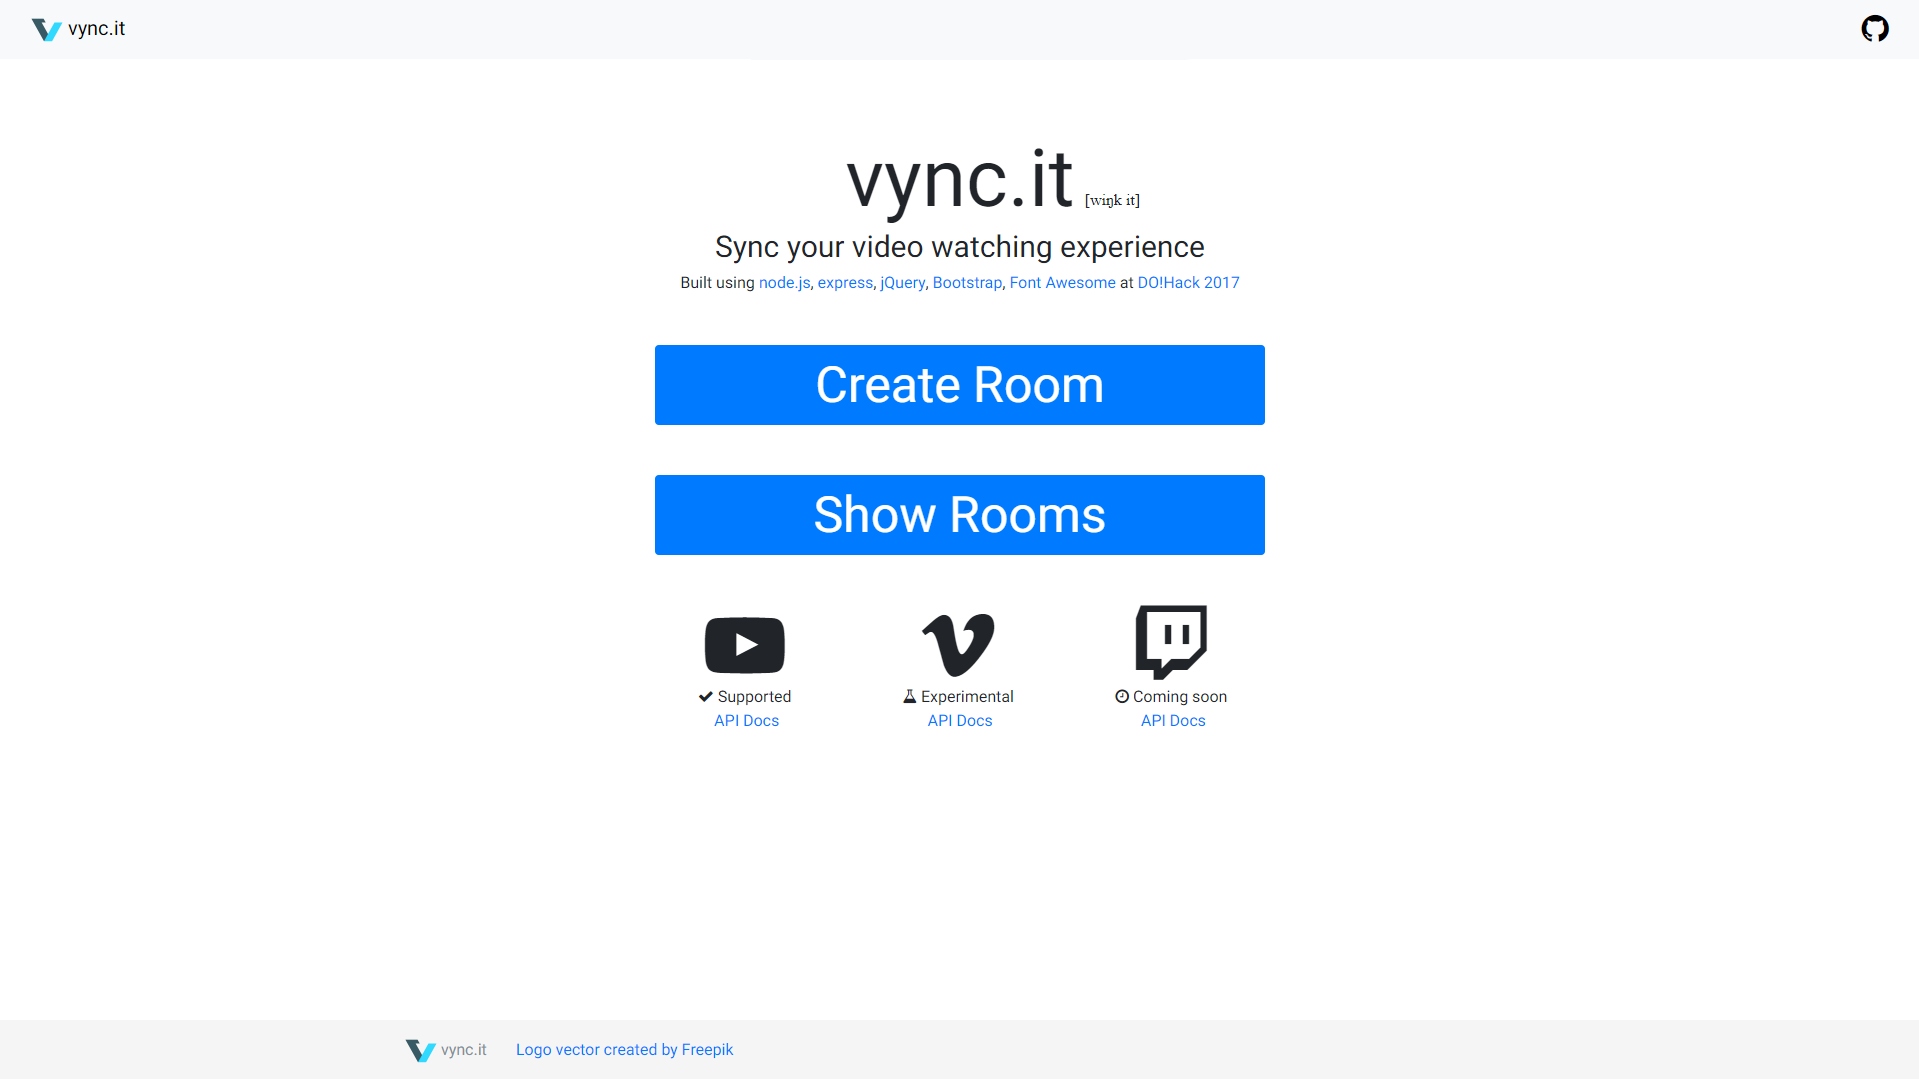 vync.it
vync.it [wiŋk it]
Sync your video watching experience
Built using node.js, express, jQuery, Bootstrap, Font Awesome at DO!Hack 2017
Create Room
Show Rooms
Supported
API Docs
Experimental
API Docs
Coming soon
API Docs
vync.it Logo vector created by Freepik